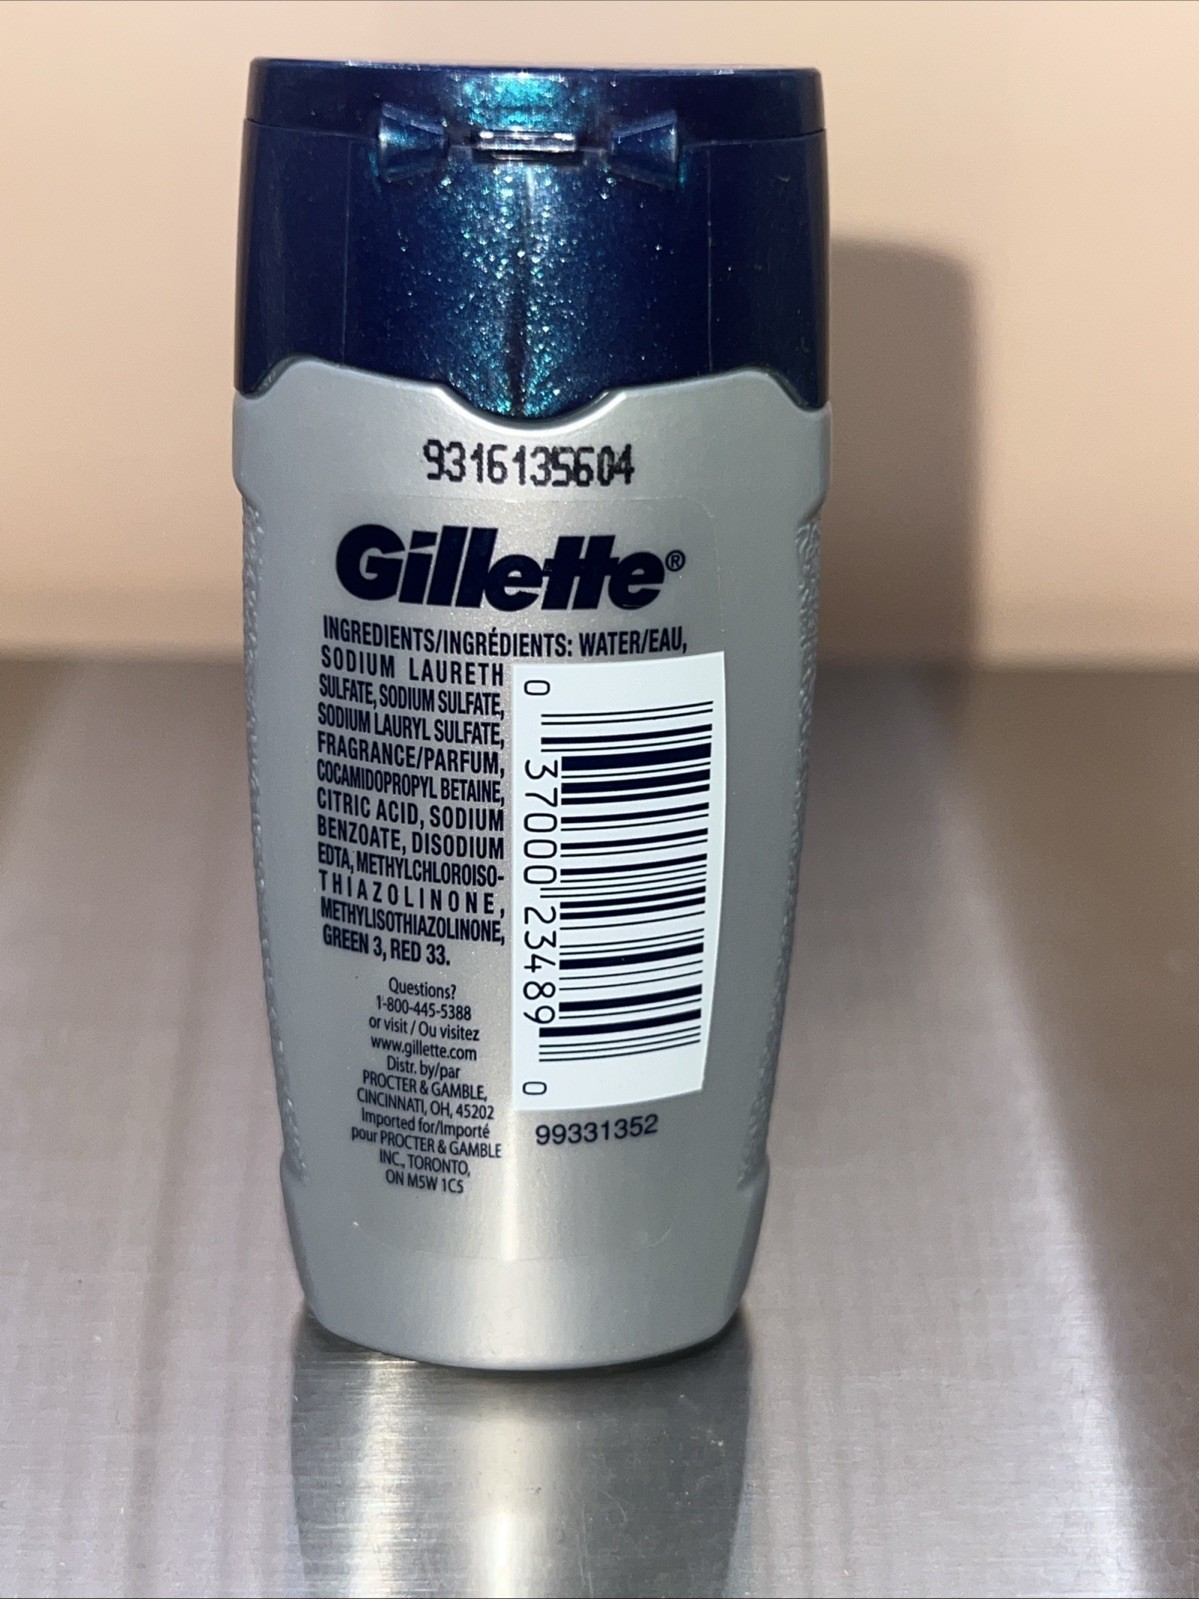 9316135604
Gillette®
INGREDIENTS/INGRÉDIENTS: WATER/EAU,
SODIUM LAURETH
SULFATE, SODIUM SULFATE,
SODIUM LAURYL SULFATE,
FRAGRANCE/PARFUM,
COCAMIDOPROPYL BETAINE,
CITRIC ACID, SODIUM
BENZOATE, DISODIUM
EDTA, METHYLCHLOROISO-
THIAZOLINONE,
METHYLISOTHIAZOLINONE,
GREEN 3, RED 33.
Questions?
1-800-445-5388
or visit / Ou visitez
www.gillette.com
Distr. by/par
PROCTER & GAMBLE,
CINCINNATI, OH, 45202
Imported for/Importé
pour PROCTER & GAMBLE
INC., TORONTO,
ON M5W 1C5
0 37000 23489 0
99331352